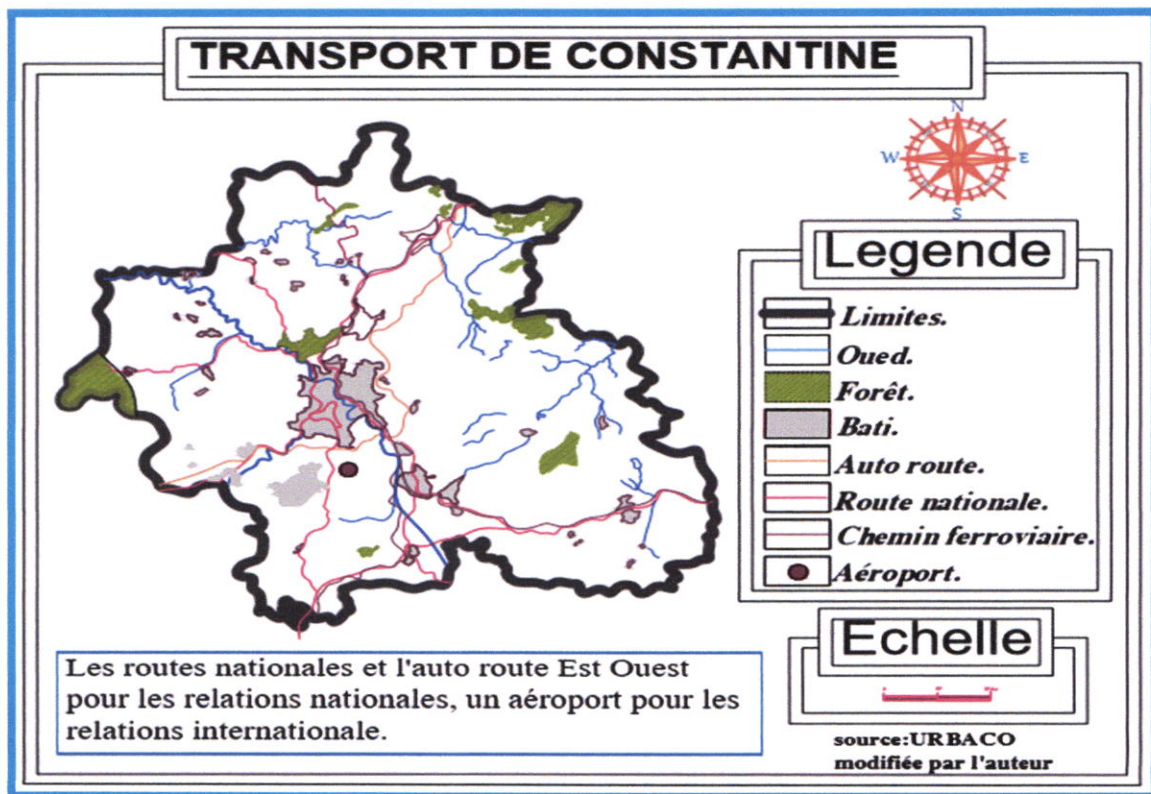 TRANSPORT DE CONSTANTINE
N
W
E
S
Legende
Limites.
Oued.
Forêt.
Bati.
Auto route.
Route nationale.
Chemin ferroviaire.
Aéroport.
Echelle
Les routes nationales et l'auto route Est Ouest
pour les relations nationales, un aéroport pour les
relations internationale.
source:URBACO
modifiée par l'auteur